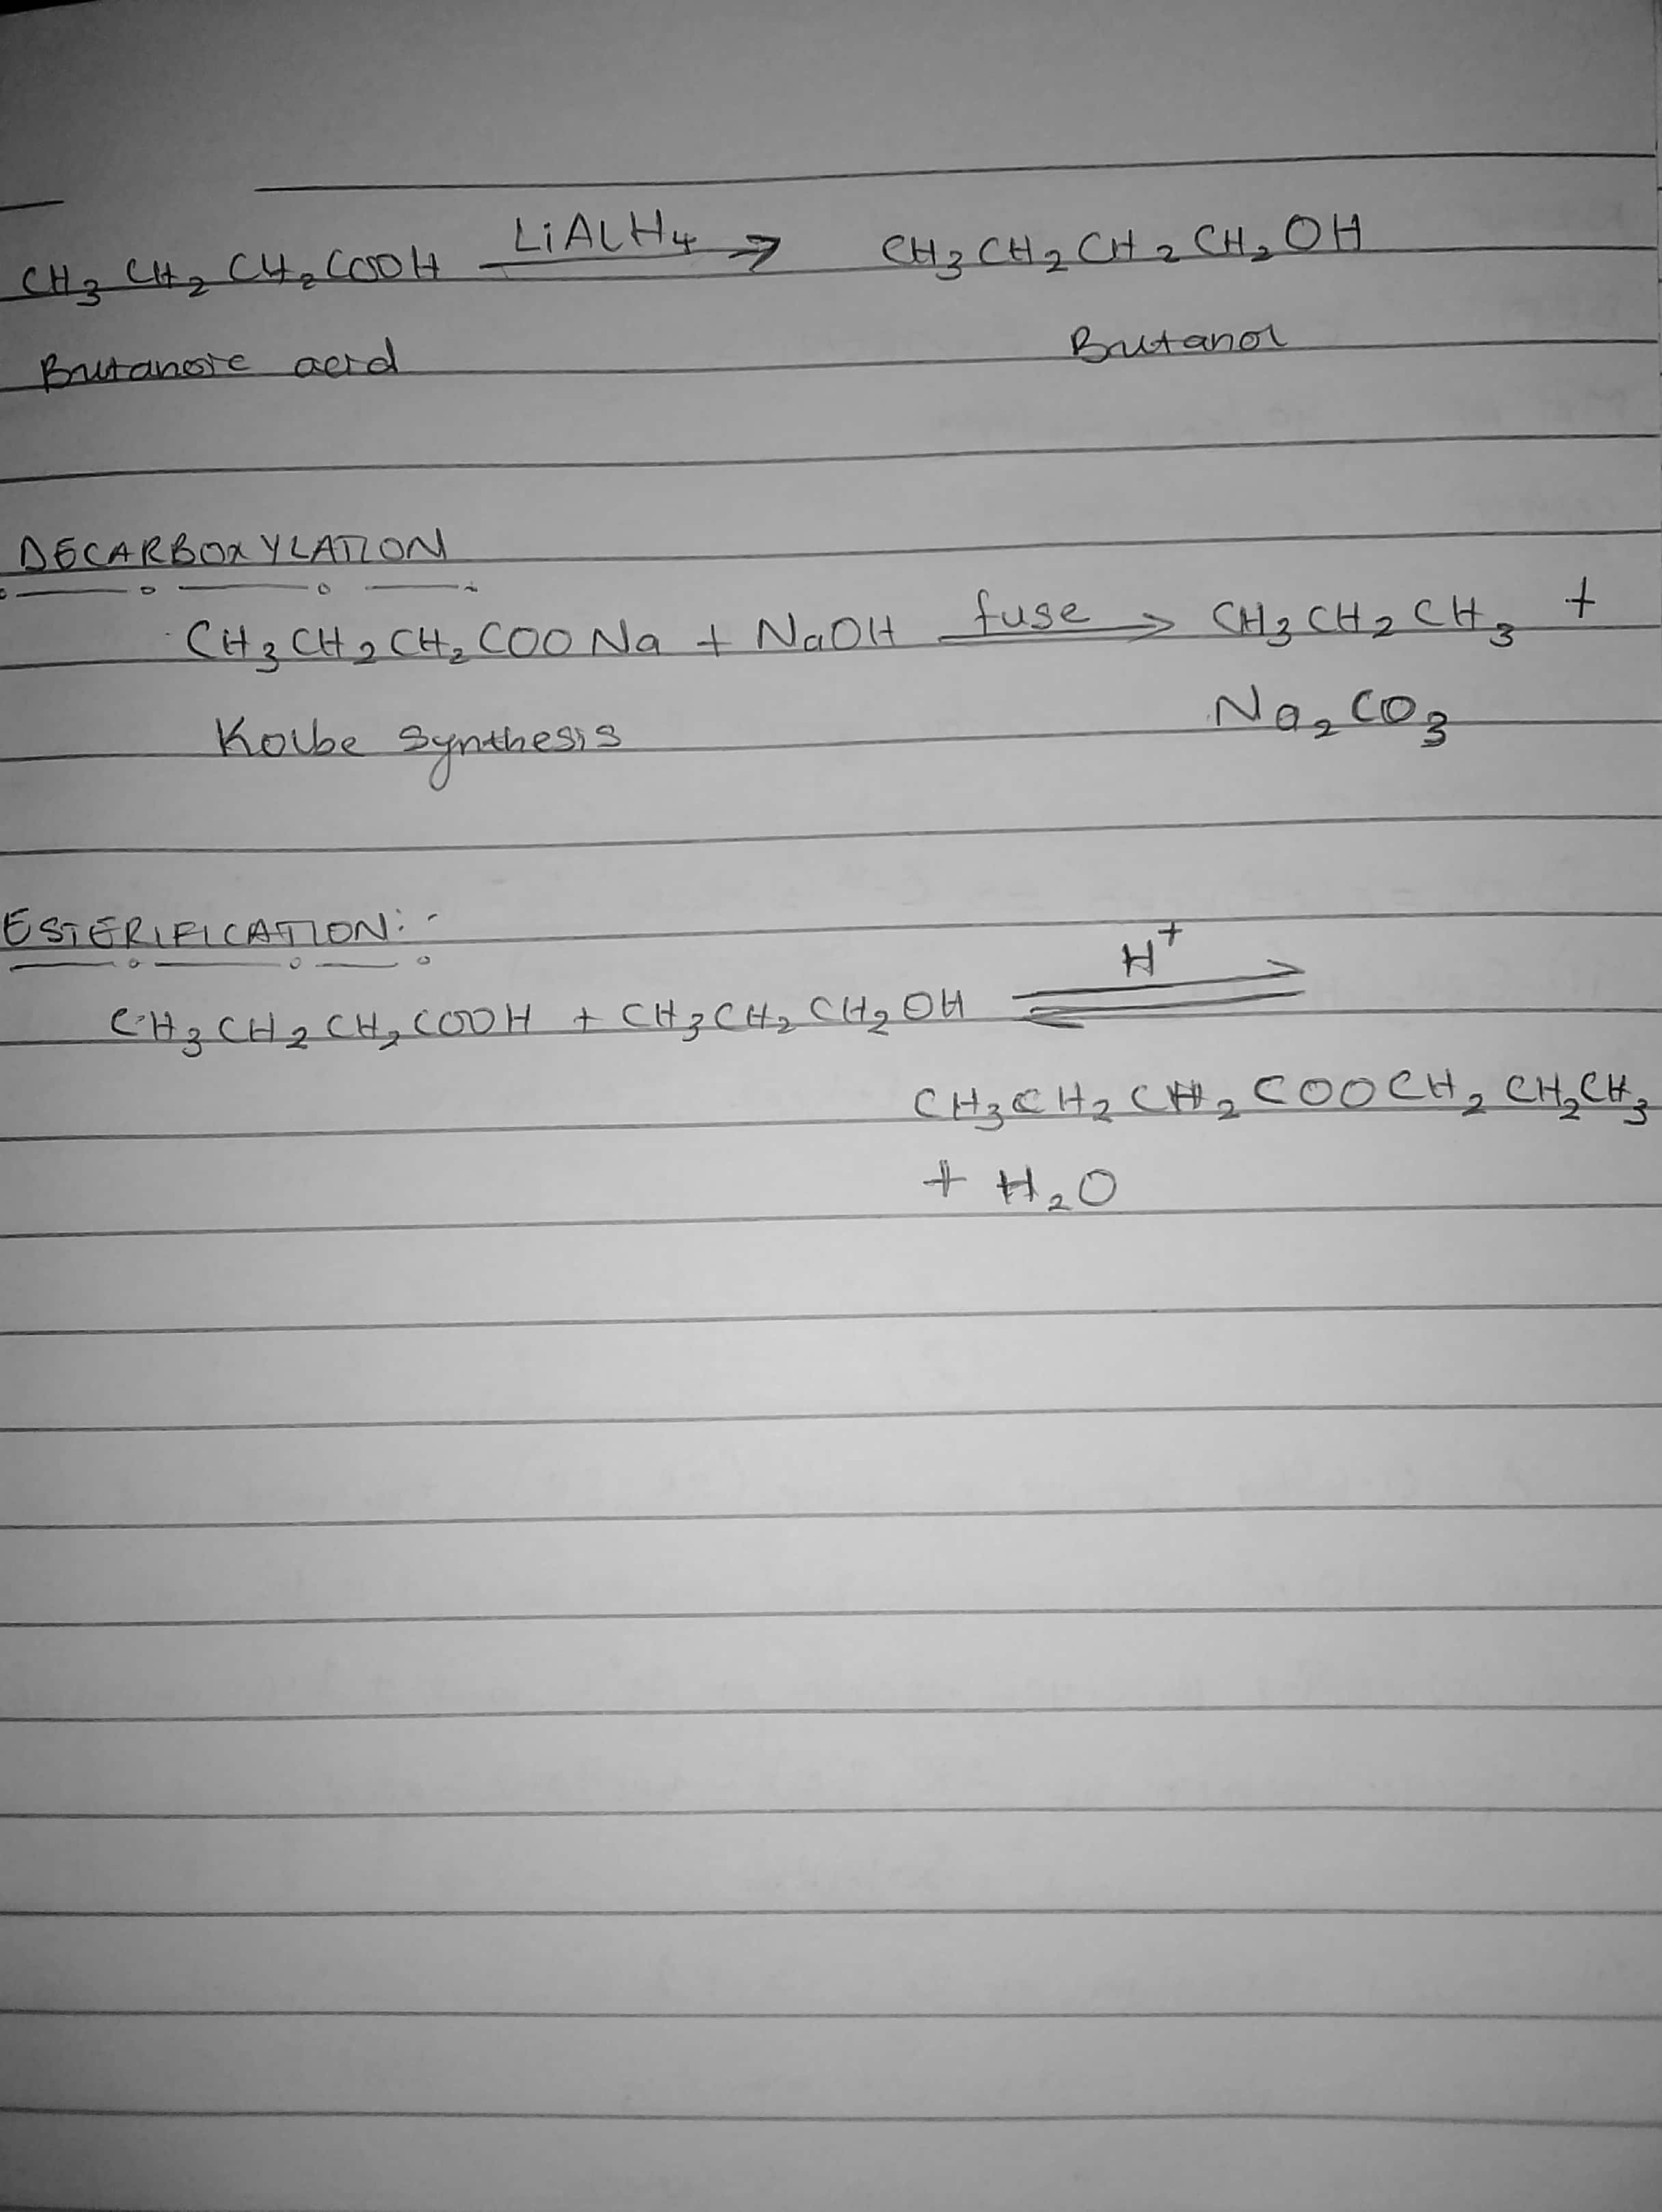 CH₃ CH₂ CH₂ COOH LiAlH₄ → CH₃ CH₂ CH₂ CH₂ OH
Butanoic acid Butanol
DECARBOXYLATION
CH₃ CH₂ CH₂ COO Na + NaOH fuse → CH₃ CH₂ CH₃ +
Kolbe synthesis Na₂ CO₃
ESTERIFICATION:-
CH₃ CH₂ CH₂ COOH + CH₃ CH₂ CH₂ OH H⁺ ⇌
CH₃ CH₂ CH₂ COO CH₂ CH₂ CH₃
+ H₂O